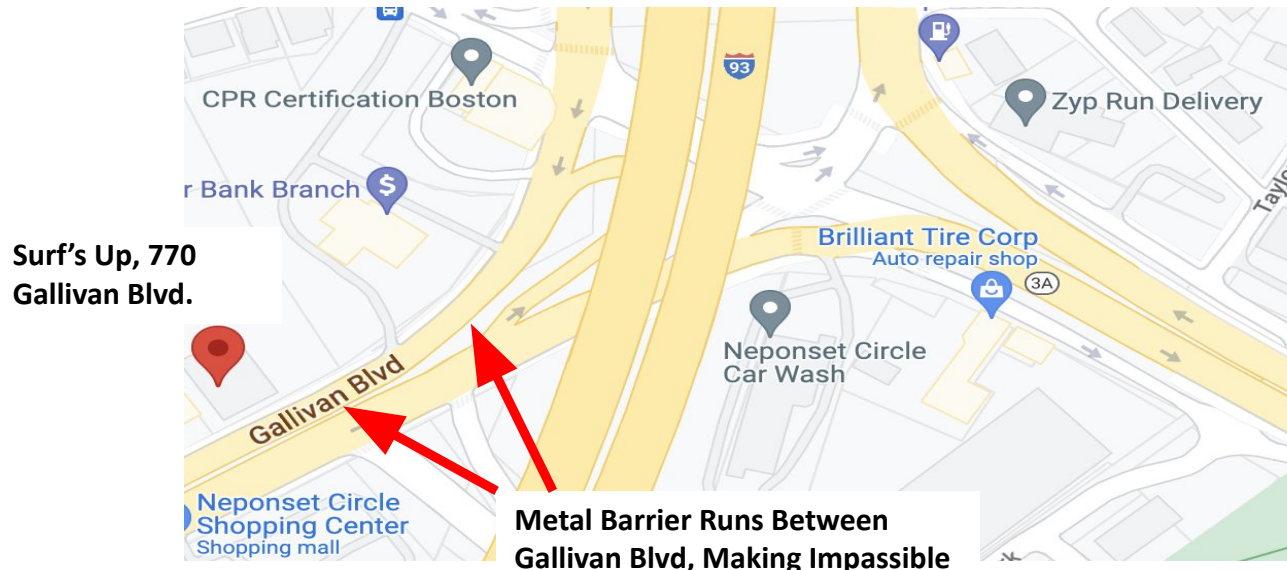 CPR Certification Boston
93
Zyp Run Delivery
r Bank Branch
$
Surf’s Up, 770
Gallivan Blvd.
Brilliant Tire Corp
Auto repair shop
3A
Gallivan Blvd
Neponset Circle
Car Wash
Neponset Circle
Shopping Center
Shopping mall
Metal Barrier Runs Between
Gallivan Blvd, Making Impassible